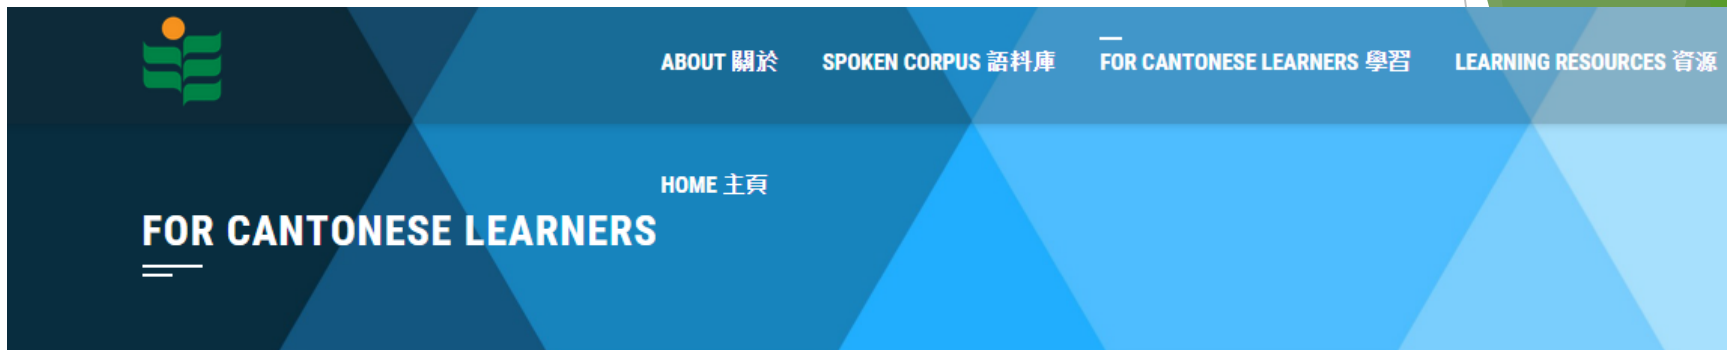 ABOUT 關於 SPOKEN CORPUS 語料庫 FOR CANTONESE LEARNERS 學習 LEARNING RESOURCES 資源
HOME 主頁
FOR CANTONESE LEARNERS